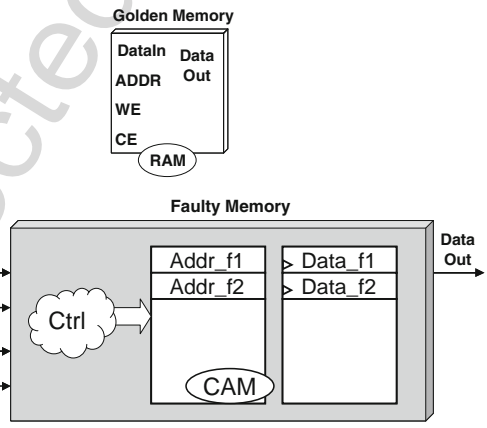 Golden Memory
DataIn Data
Out
ADDR
WE
CE
RAM
Faulty Memory
Data
Out
Addr_f1 Data_f1
Addr_f2 Data_f2
Ctrl
CAM